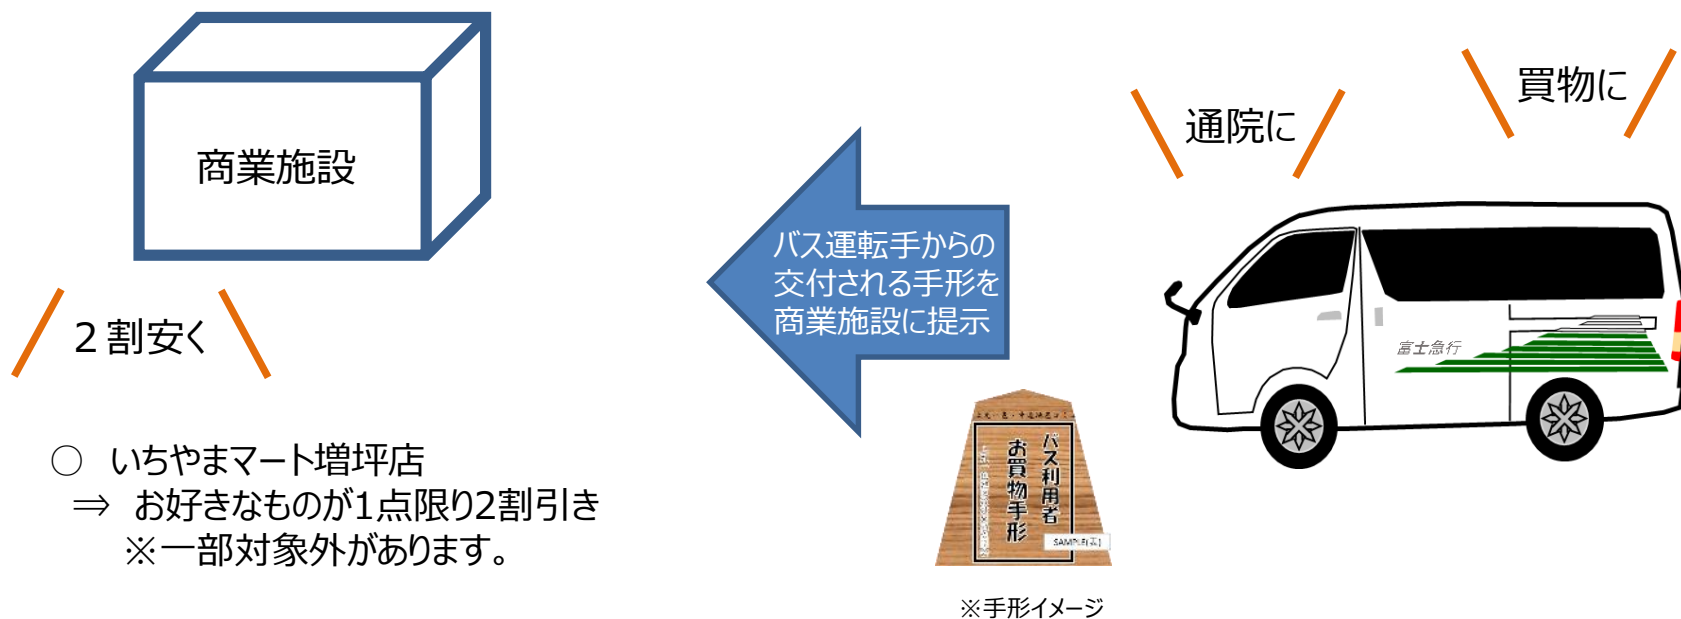 商業施設
２割安く
○　いちやまマート増坪店
⇒　お好きなものが1点限り2割引き
※一部対象外があります。
バス運転手からの
交付される手形を
商業施設に提示
通院に
買物に
富士急行
バス利用者
お買物手形
SAMPLE(表)
※手形イメージ